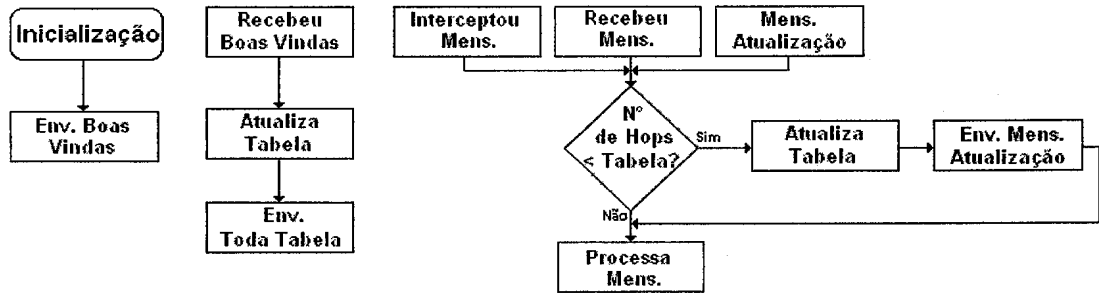 Inicialização
Env. Boas
Vindas
Recebeu
Boas Vindas
Atualiza
Tabela
Env.
Toda Tabela
Interceptou
Mens.
Recebeu
Mens.
Mens.
Atualização
N°
de Hops
< Tabela?
Sim
Atualiza
Tabela
Env. Mens.
Atualização
Não
Processa
Mens.